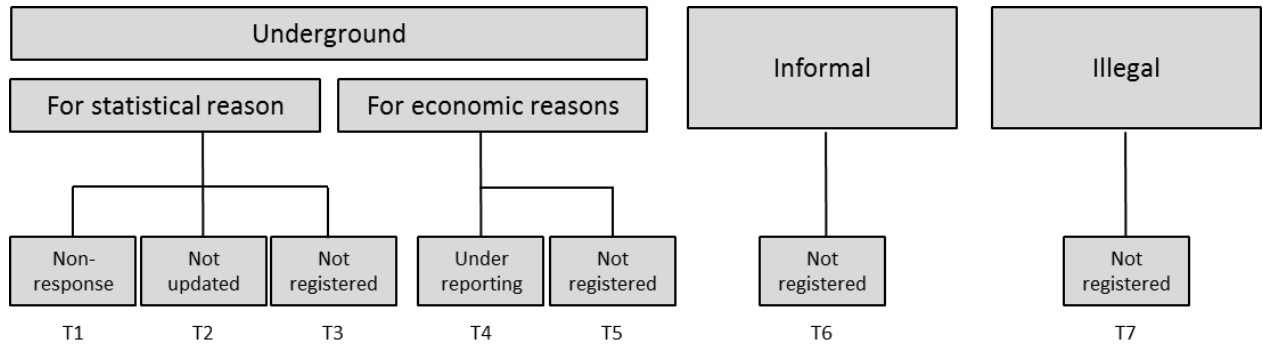 Underground
Informal
Illegal
For statistical reason
For economic reasons
Non-
response
Not
updated
Not
registered
Under
reporting
Not
registered
Not
registered
Not
registered
T1
T2
T3
T4
T5
T6
T7